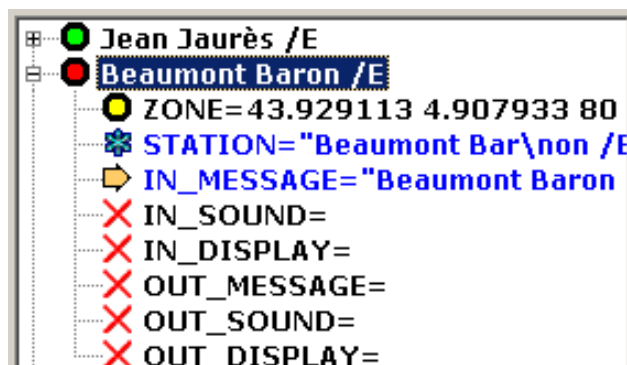 Jean Jaurès /E
Beaumont Baron /E
ZONE=43.929113 4.907933 80
STATION="Beaumont Bar\non /E
IN_MESSAGE="Beaumont Baron
IN_SOUND=
IN_DISPLAY=
OUT_MESSAGE=
OUT_SOUND=
OUT_DISPLAY=